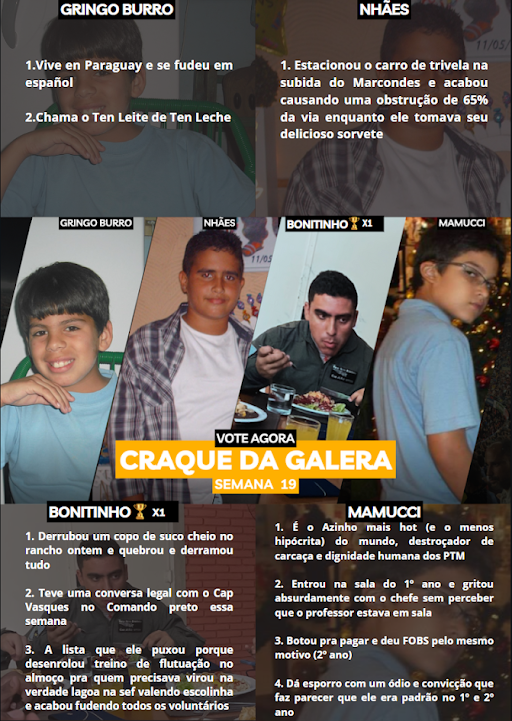 GRINGO BURRO
NHÃES
1.Vive en Paraguay e se fudeu em
español
2.Chama o Ten Leite de Ten Leche
1. Estacionou o carro de trivela na
subida do Marcondes e acabou
causando uma obstrução de 65%
da via enquanto ele tomava seu
delicioso sorvete
GRINGO BURRO
NHÃES
BONITINHO🏆 X1
MAMUCCI
11/05
VOTE AGORA
CRAQUE DA GALERA
SEMANA 19
BONITINHO🏆 X1
MAMUCCI
1. Derrubou um copo de suco cheio no
rancho ontem e quebrou e derramou
tudo
2. Teve uma conversa legal com o Cap
Vasques no Comando preto essa
semana
3. A lista que ele puxou porque
desenrolou treino de flutuação no
almoço pra quem precisava virou na
verdade lagoa na sef valendo escolinha
e acabou fudendo todos os voluntários
1. É o Azinho mais hot (e o menos
hipócrita) do mundo, destroçador de
carcaça e dignidade humana dos PTM
2. Entrou na sala do 1º ano e gritou
absurdamente com o chefe sem perceber
que o professor estava em sala
3. Botou pra pagar e deu FOBS pelo mesmo
motivo (2º ano)
4. Dá esporro com um ódio e convicção que
faz parecer que ele era padrão no 1º e 2º
ano